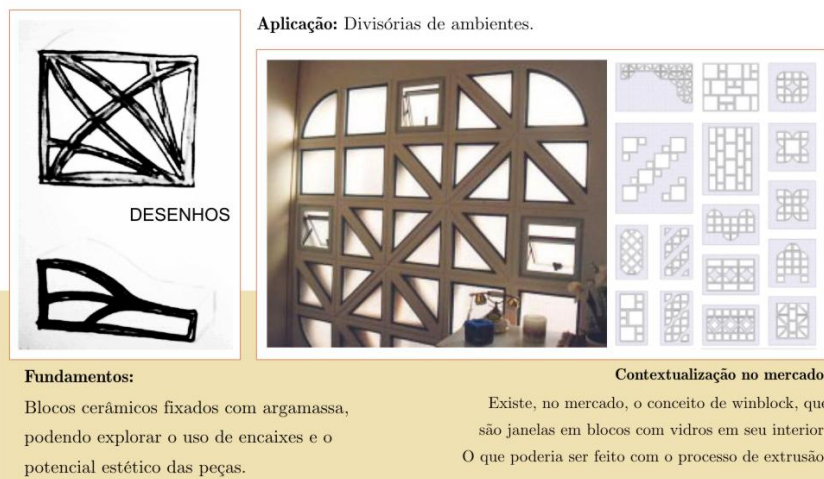 Aplicação: Divisórias de ambientes.
DESENHOS
Fundamentos:
Blocos cerâmicos fixados com argamassa,
podendo explorar o uso de encaixes e o
potencial estético das peças.
Contextualização no mercado
Existe, no mercado, o conceito de winblock, que
são janelas em blocos com vidros em seu interior
O que poderia ser feito com o processo de extrusão